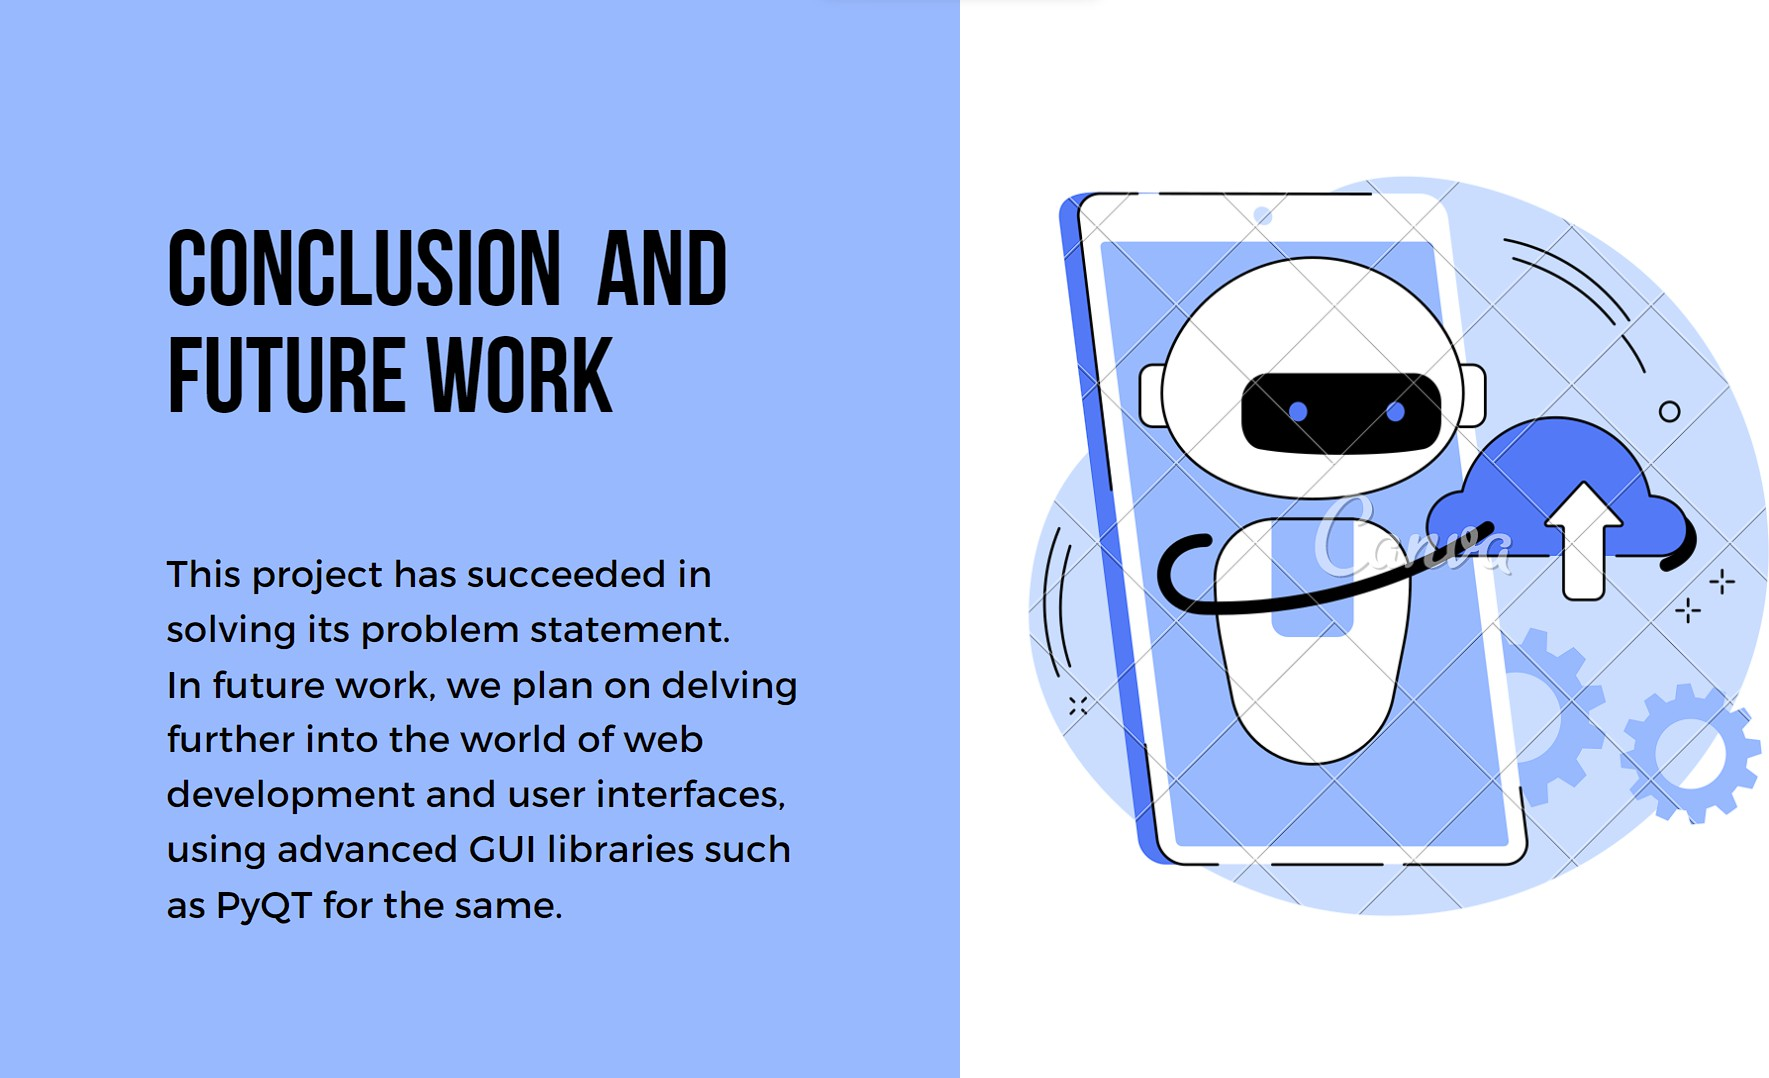 CONCLUSION AND
FUTURE WORK
This project has succeeded in
solving its problem statement.
In future work, we plan on delving
further into the world of web
development and user interfaces,
using advanced GUI libraries such
as PyQT for the same.
Canva